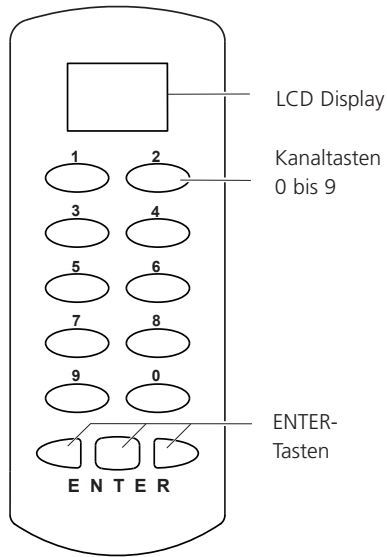 LCD Display
1 2
Kanaltasten
0 bis 9
3 4
5 6
7 8
9 0
ENTER-
Tasten
E N T E R